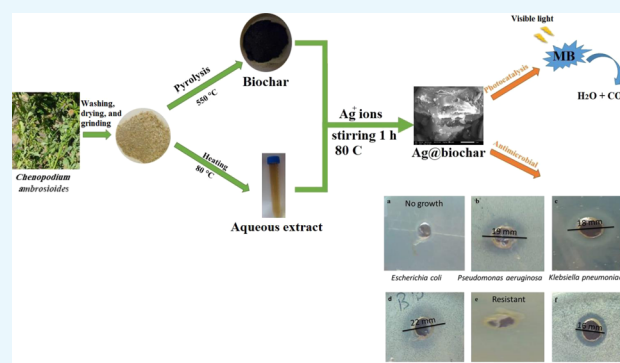 Visible light
MB
H2O + CO
Photocatalysis
Biochar
Pyrolysis
550 °C
Washing,
drying, and
grinding
Ag+ ions
stirring 1 h
80 C
Ag@biochar
Heating
80 °C
Antimicrobial
Chenopodium
ambrosioides
Aqueous extract
a
No growth
b
19 mm
c
18 mm
Escherichia coli
Pseudomonas aeruginosa
Klebsiella pneumoniae
d
22 mm
e
Resistant
f